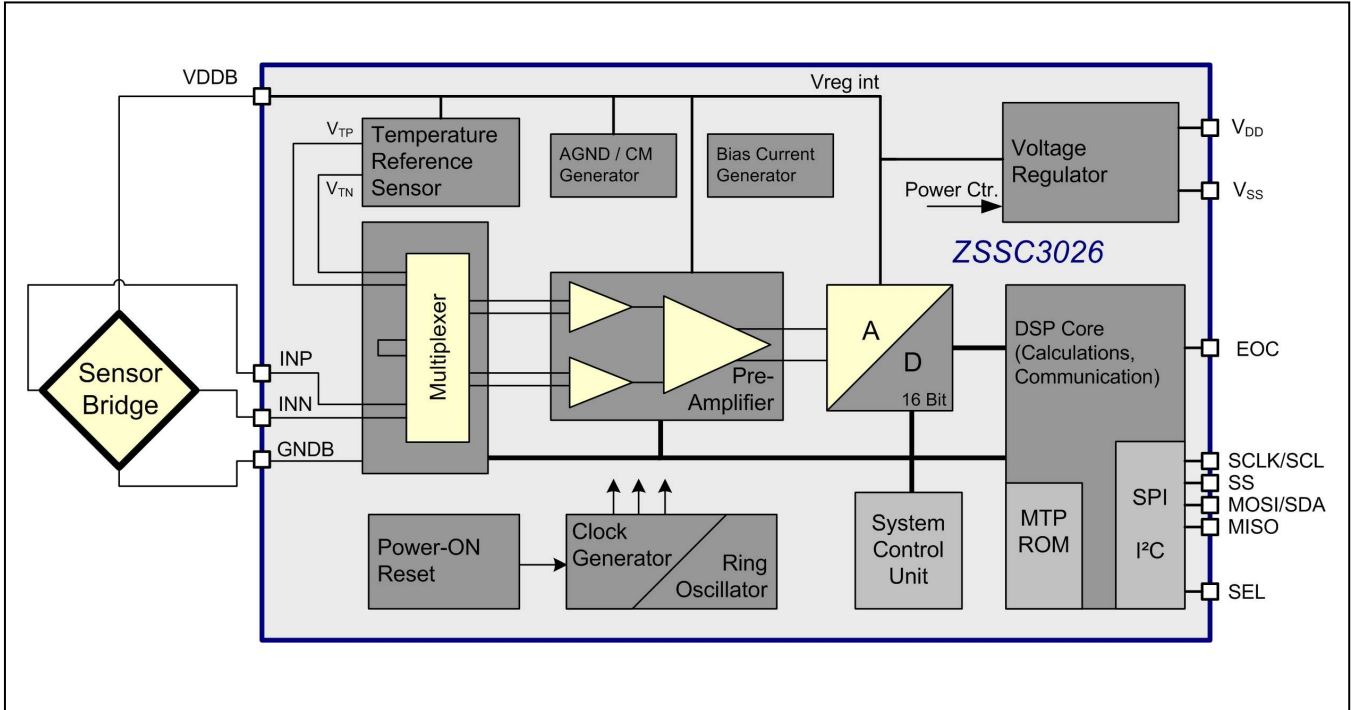 VDDB
Vreg int
VTP
Temperature
Reference
Sensor
VTN
AGND / CM
Generator
Bias Current
Generator
Voltage
Regulator
VDD
VSS
Power Ctr.
ZSSC3026
Multiplexer
Pre-
Amplifier
A
D
16 Bit
DSP Core
(Calculations,
Communication)
EOC
Sensor
Bridge
INP
INN
GNDB
Power-ON
Reset
Clock
Generator
Ring
Oscillator
System
Control
Unit
MTP
ROM
SPI
I²C
SCLK/SCL
SS
MOSI/SDA
MISO
SEL